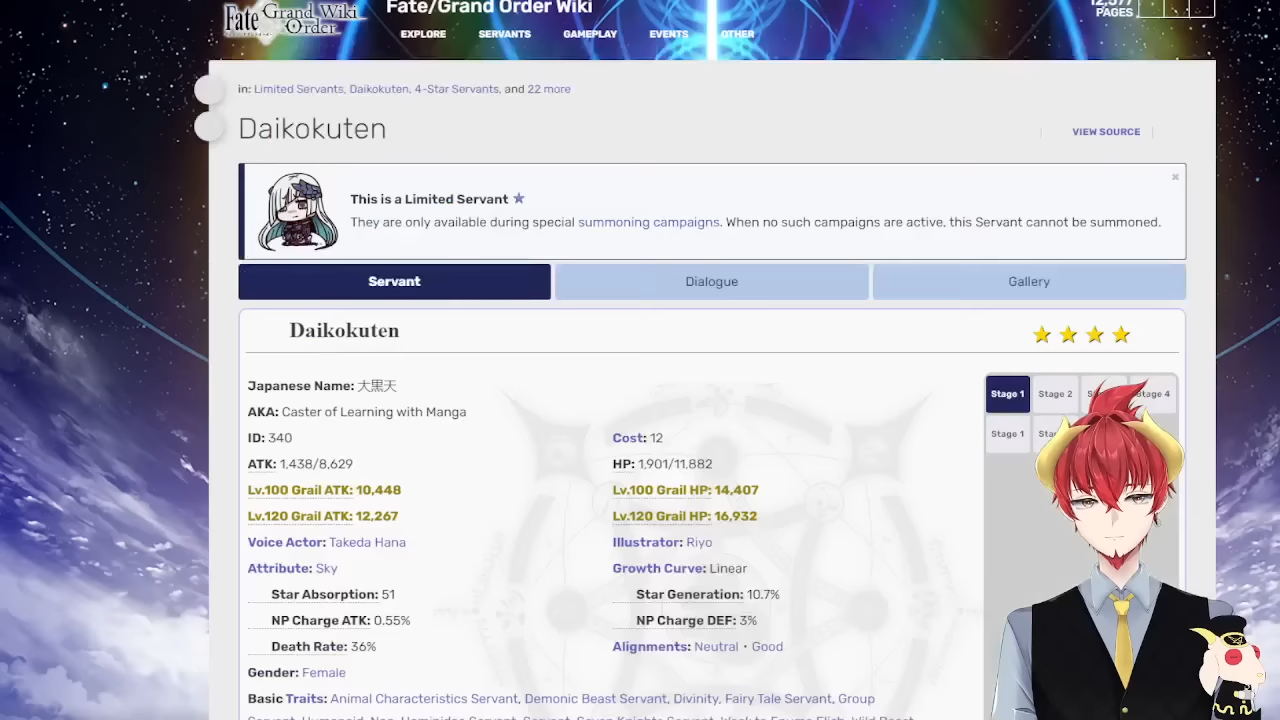 Fate Grand Order Wiki
Fate/Grand Order Wiki
12,577
PAGES
EXPLORE SERVANTS GAMEPLAY EVENTS OTHER
in: Limited Servants, Daikokuten, 4-Star Servants, and 22 more
Daikokuten
VIEW SOURCE
This is a Limited Servant
They are only available during special summoning campaigns. When no such campaigns are active, this Servant cannot be summoned.
Servant Dialogue Gallery
Daikokuten
Japanese Name: 大黒天
AKA: Caster of Learning with Manga
ID: 340 Cost: 12
ATK: 1,438/8,629 HP: 1,901/11,882
Lv.100 Grail ATK: 10,448 Lv.100 Grail HP: 14,407
Lv.120 Grail ATK: 12,267 Lv.120 Grail HP: 16,932
Voice Actor: Takeda Hana Illustrator: Riyo
Attribute: Sky Growth Curve: Linear
Star Absorption: 51 Star Generation: 10.7%
NP Charge ATK: 0.55% NP Charge DEF: 3%
Death Rate: 36% Alignments: Neutral・Good
Gender: Female
Basic Traits: Animal Characteristics Servant, Demonic Beast Servant, Divinity, Fairy Tale Servant, Group
Stage 1 Stage 2 Stage 4
Stage 1